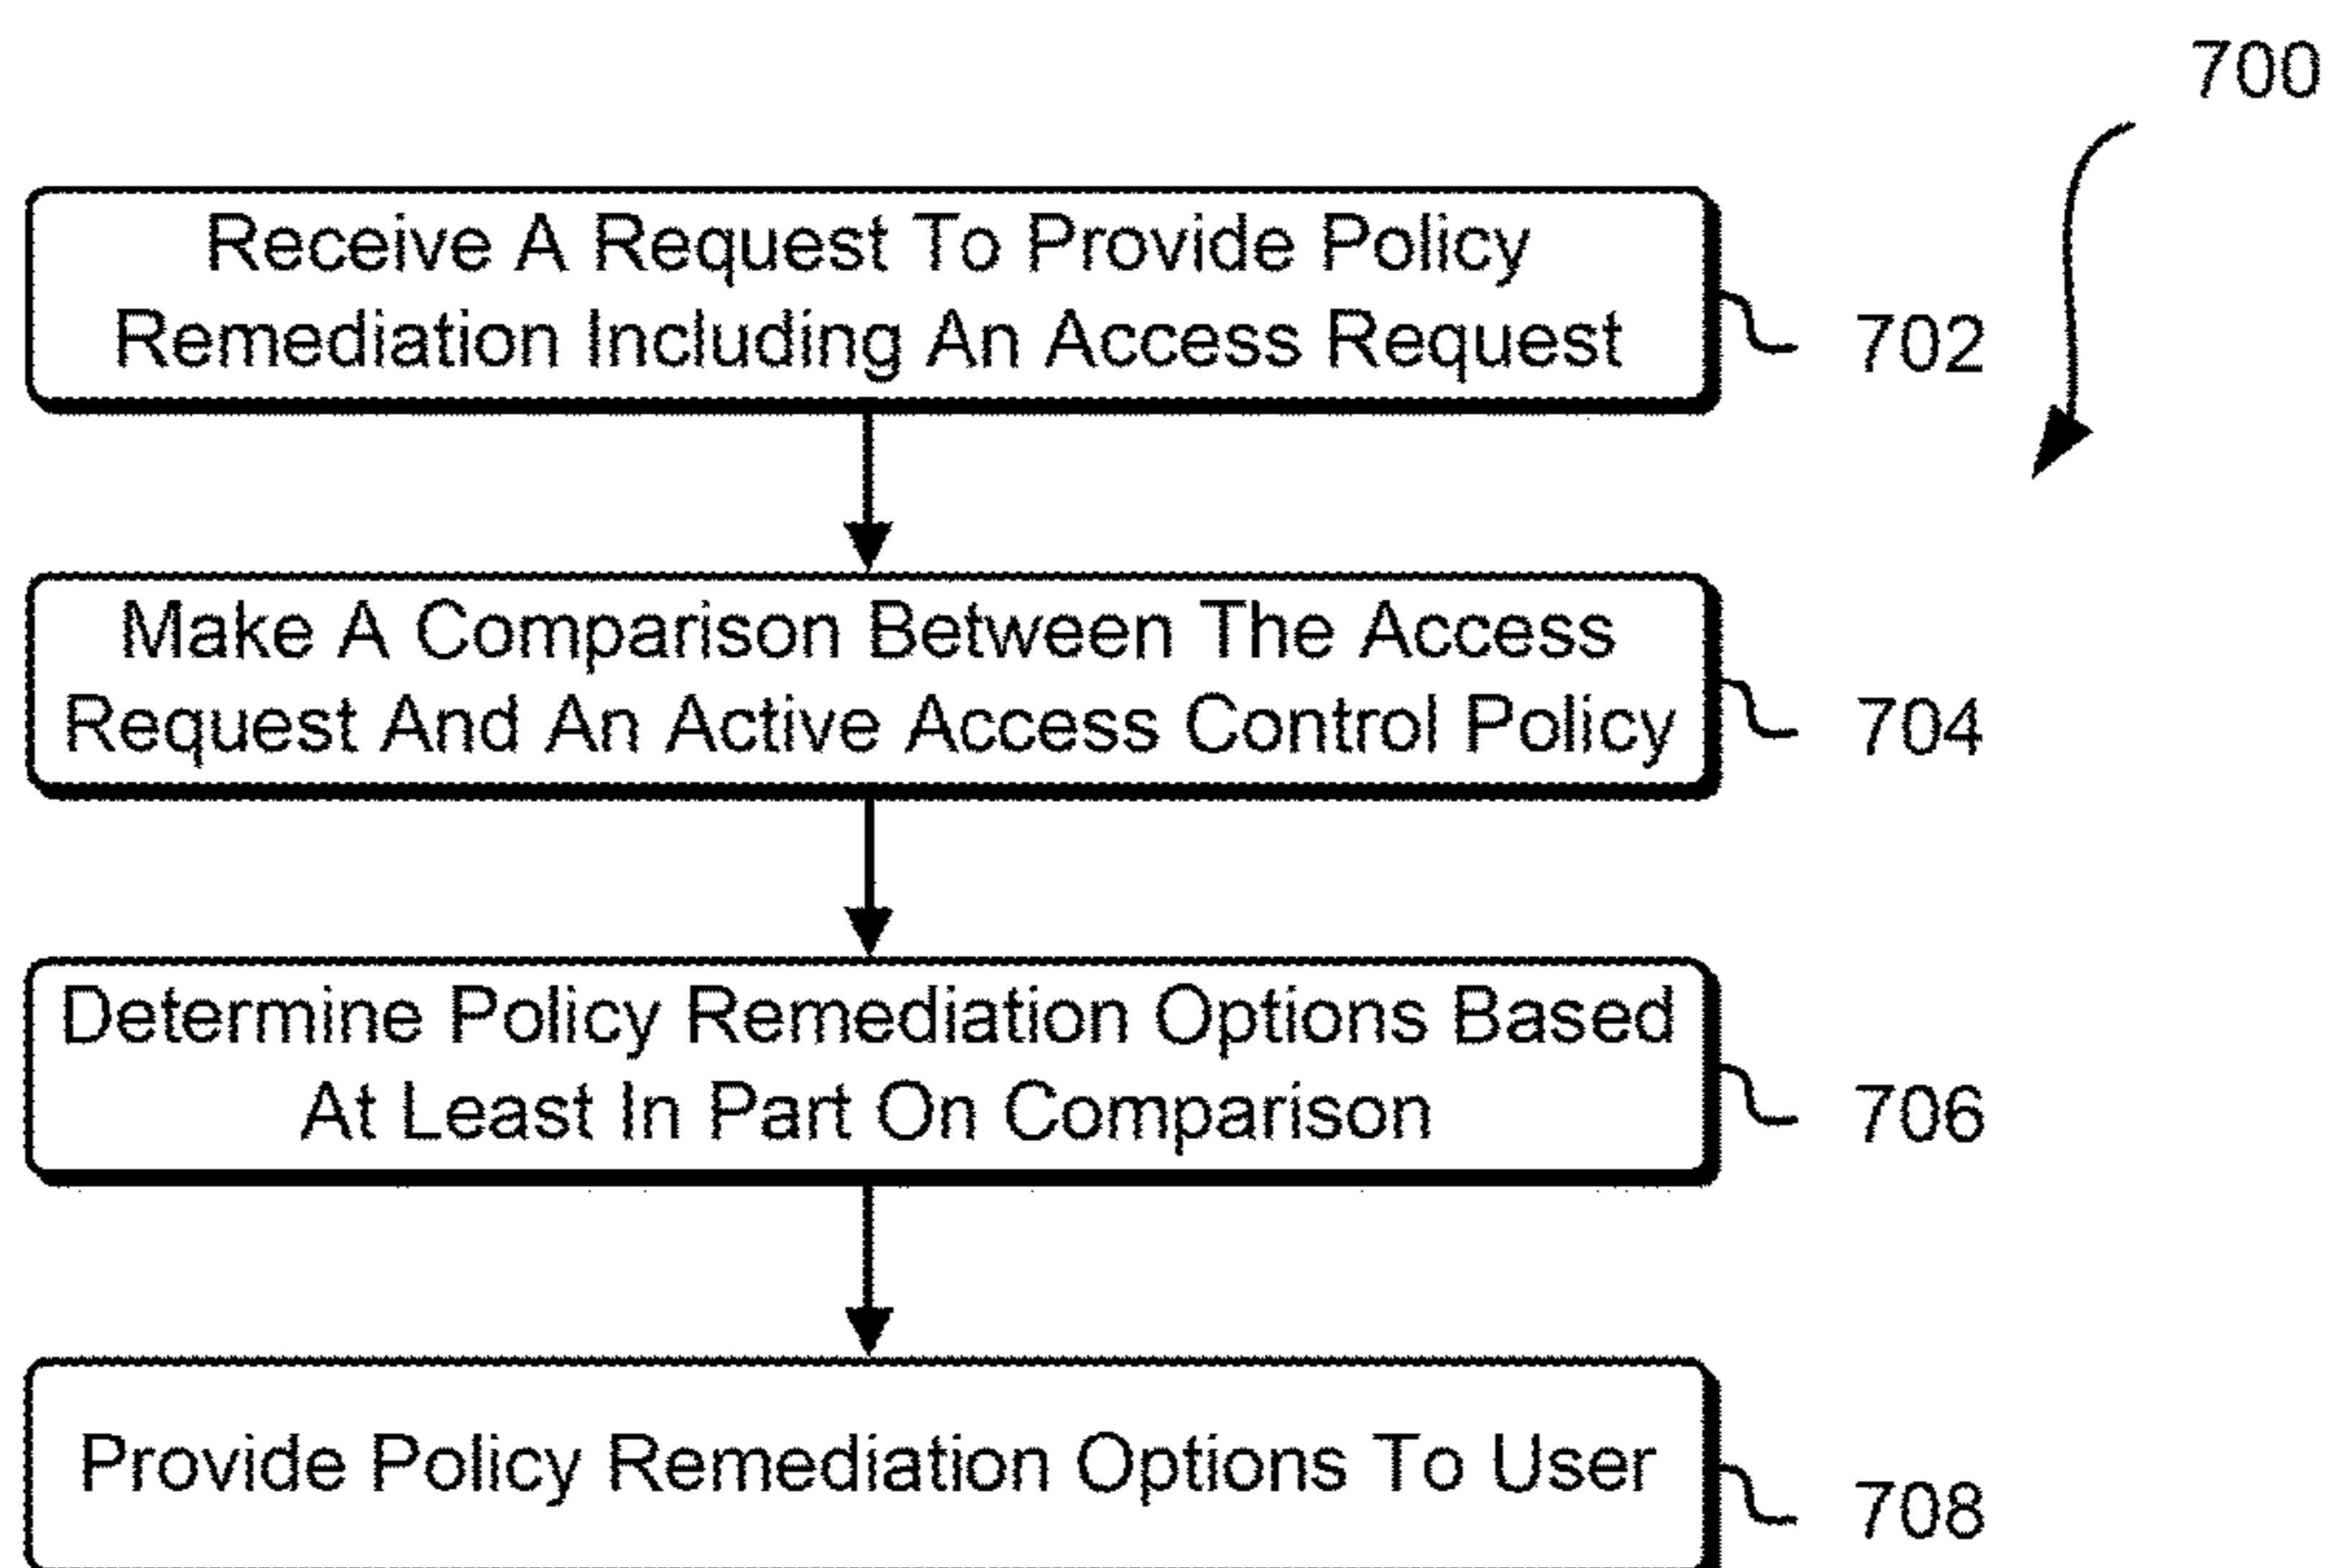 700
Receive A Request To Provide Policy
Remediation Including An Access Request
702
Make A Comparison Between The Access
Request And An Active Access Control Policy
704
Determine Policy Remediation Options Based
At Least In Part On Comparison
706
Provide Policy Remediation Options To User
708